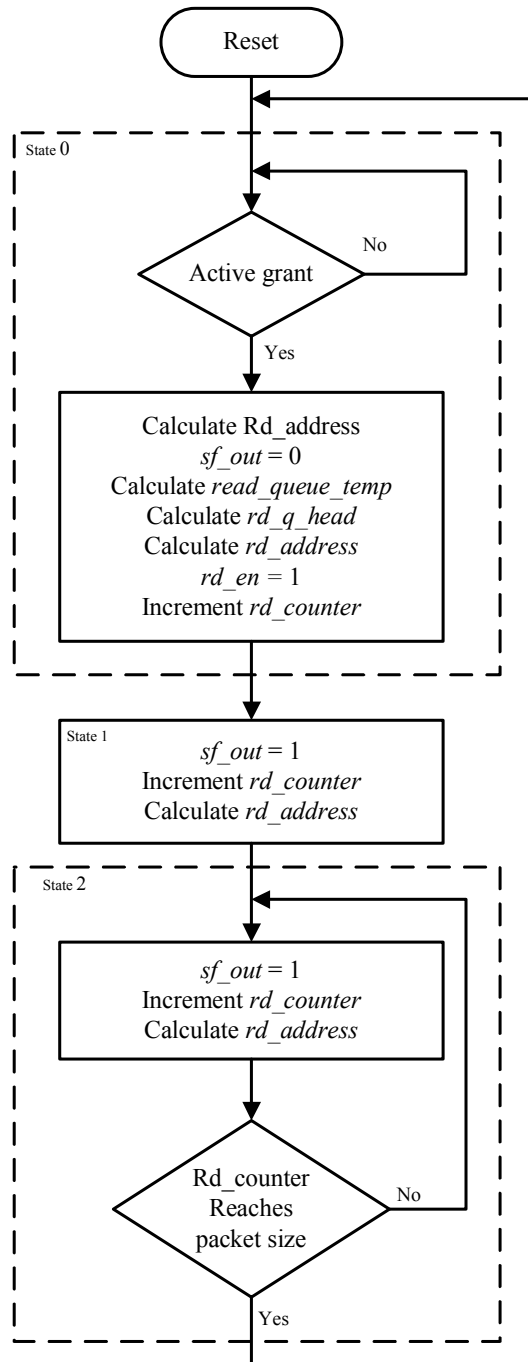 Reset
State 0
No
Active grant
Yes
Calculate Rd_address
sf_out = 0
Calculate read_queue_temp
Calculate rd_q_head
Calculate rd_address
rd_en = 1
Increment rd_counter
State 1
sf_out = 1
Increment rd_counter
Calculate rd_address
State 2
sf_out = 1
Increment rd_counter
Calculate rd_address
Rd_counter
Reaches
packet size
No
Yes